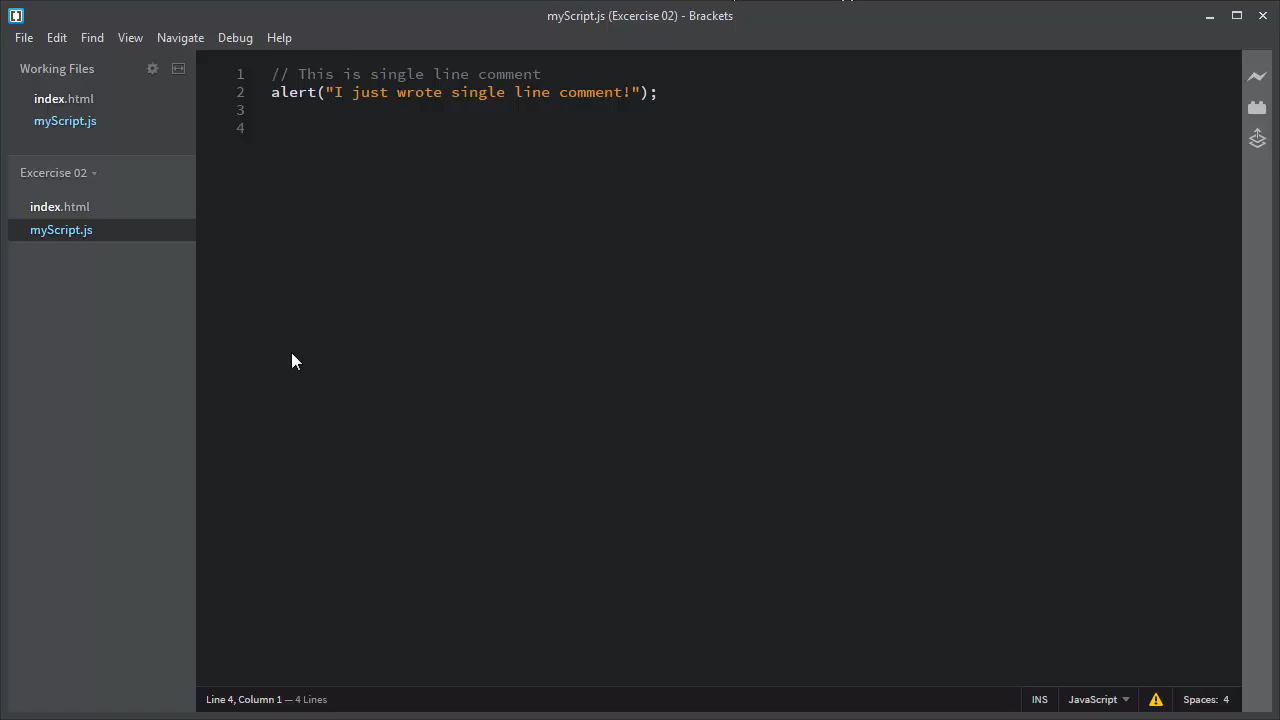 myScript.js (Excercise 02) - Brackets
File Edit Find View Navigate Debug Help
Working Files
index.html
myScript.js
Excercise 02
index.html
myScript.js
1 // This is single line comment
2 alert("I just wrote single line comment!");
3
4
Line 4, Column 1 — 4 Lines
INS JavaScript Spaces: 4